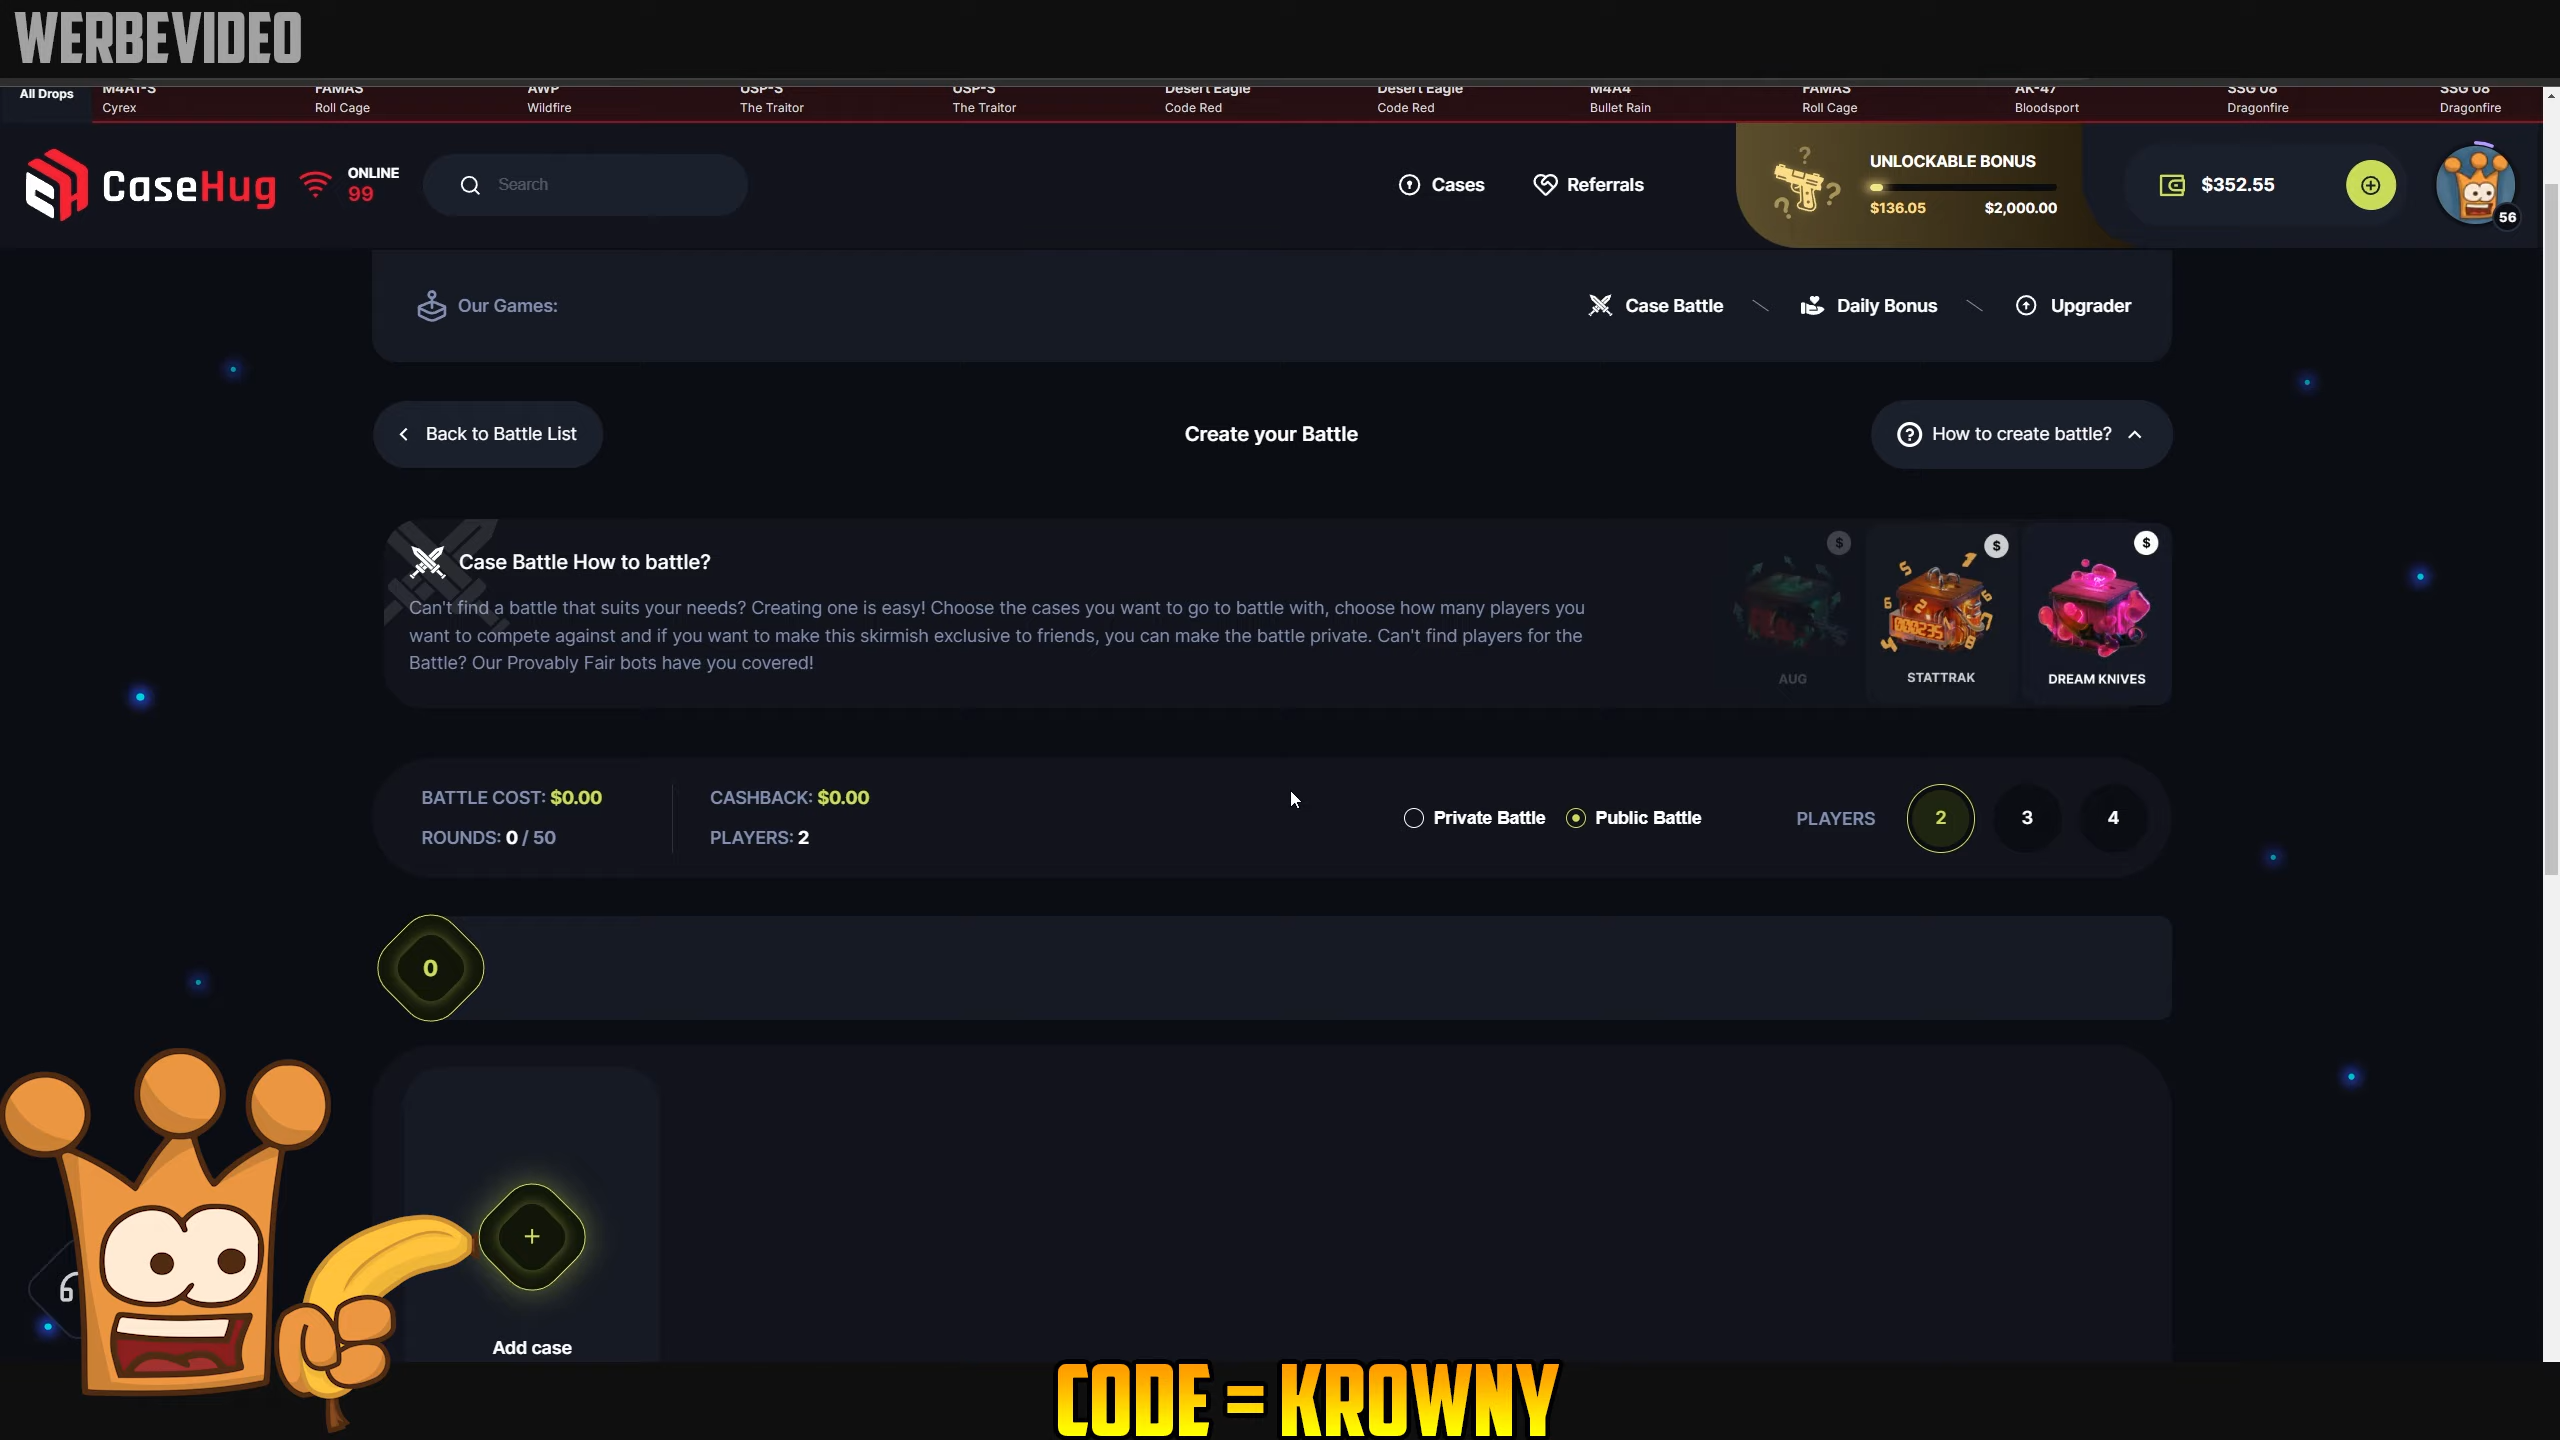 WERBEVIDEO
All Drops
M4A1-S FAMAS AWP USP-S USP-S Desert Eagle Desert Eagle M4A4 FAMAS AK-47 SSG 08 SSG 08
Cyrex Roll Cage Wildfire The Traitor The Traitor Code Red Code Red Bullet Rain Roll Cage Bloodsport Dragonfire Dragonfire
CaseHug
ONLINE
99
Search
Cases
Referrals
UNLOCKABLE BONUS
$136.05 $2,000.00
$352.55
56
Our Games:
Case Battle
Daily Bonus
Upgrader
Back to Battle List
Create your Battle
How to create battle?
Case Battle How to battle?
Can't find a battle that suits your needs? Creating one is easy! Choose the cases you want to go to battle with, choose how many players you
want to compete against and if you want to make this skirmish exclusive to friends, you can make the battle private. Can't find players for the
Battle? Our Provably Fair bots have you covered!
AUG
STATTRAK
DREAM KNIVES
BATTLE COST: $0.00
ROUNDS: 0 / 50
CASHBACK: $0.00
PLAYERS: 2
Private Battle
Public Battle
PLAYERS
2 3 4
0
+
Add case
CODE = KROWNY